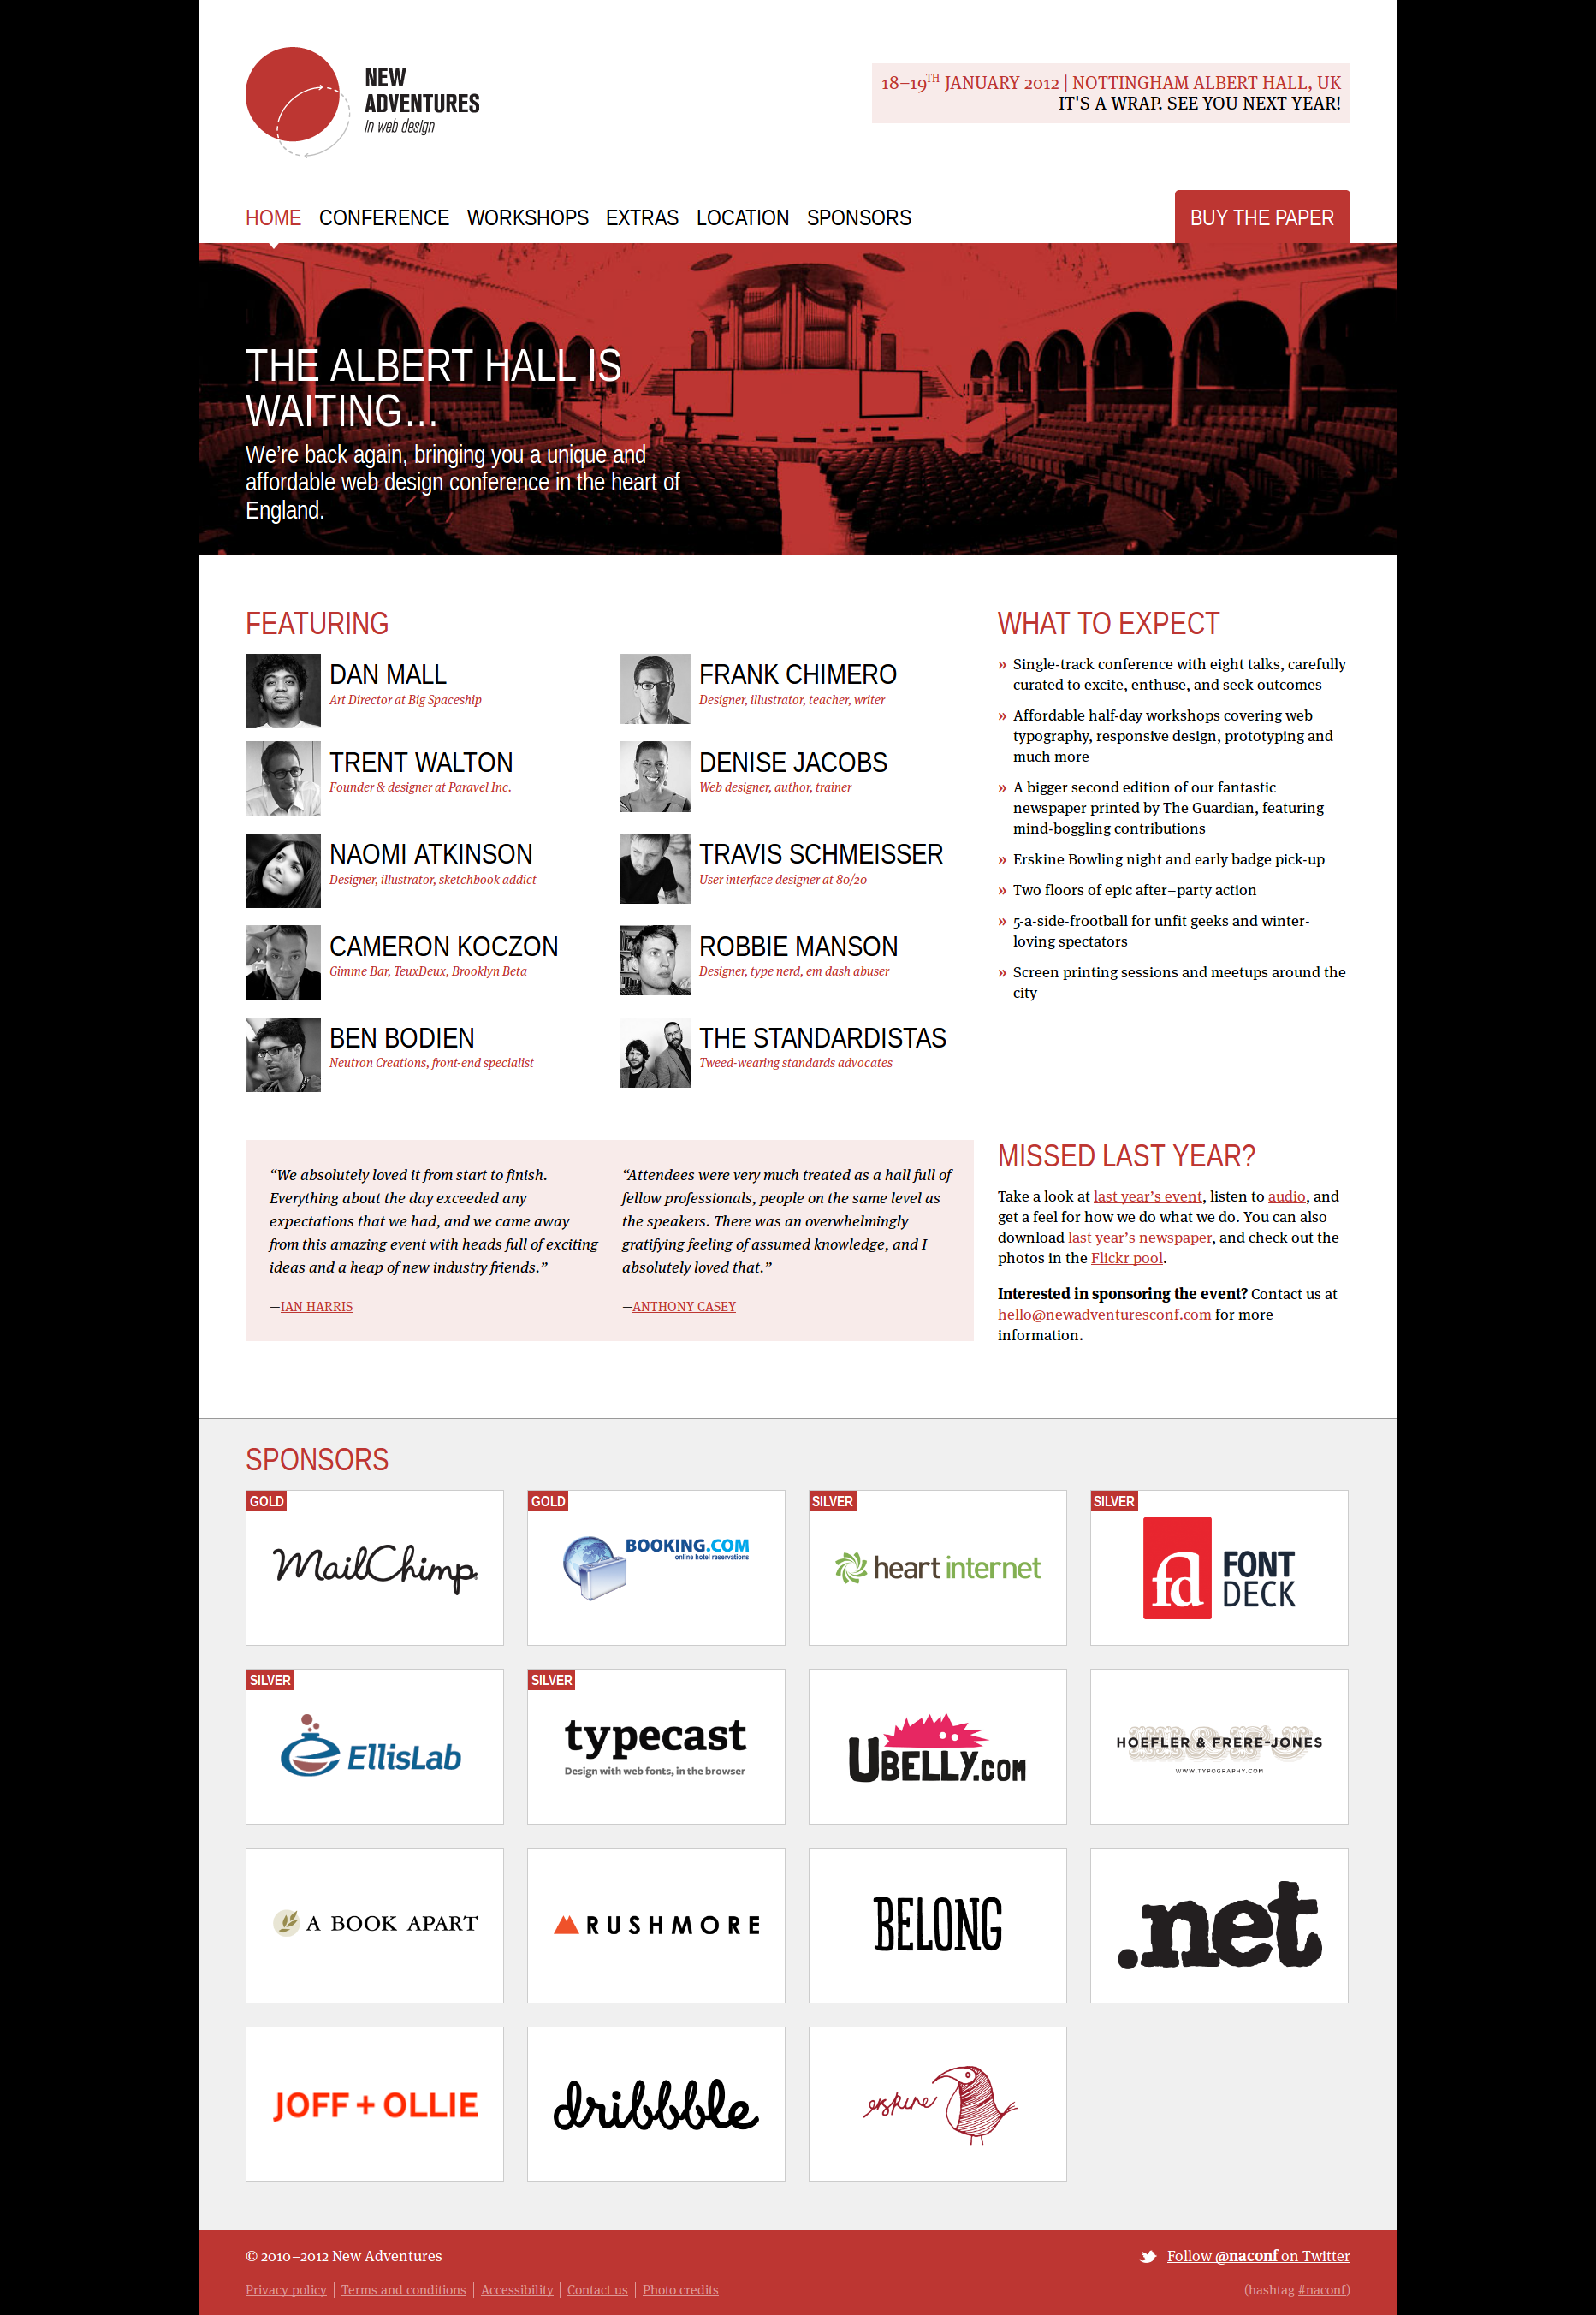 NEW
ADVENTURES
in web design
18–19TH JANUARY 2012 | NOTTINGHAM ALBERT HALL, UK
IT'S A WRAP. SEE YOU NEXT YEAR!
HOME CONFERENCE WORKSHOPS EXTRAS LOCATION SPONSORS
BUY THE PAPER
THE ALBERT HALL IS
WAITING…
We’re back again, bringing you a unique and
affordable web design conference in the heart of
England.
FEATURING
DAN MALL
Art Director at Big Spaceship
FRANK CHIMERO
Designer, illustrator, teacher, writer
TRENT WALTON
Founder & designer at Paravel Inc.
DENISE JACOBS
Web designer, author, trainer
NAOMI ATKINSON
Designer, illustrator, sketchbook addict
TRAVIS SCHMEISSER
User interface designer at 80/20
CAMERON KOCZON
Gimme Bar, TeuxDeux, Brooklyn Beta
ROBBIE MANSON
Designer, type nerd, em dash abuser
BEN BODIEN
Neutron Creations, front-end specialist
THE STANDARDISTAS
Tweed-wearing standards advocates
WHAT TO EXPECT
» Single-track conference with eight talks, carefully
curated to excite, enthuse, and seek outcomes
» Affordable half-day workshops covering web
typography, responsive design, prototyping and
much more
» A bigger second edition of our fantastic
newspaper printed by The Guardian, featuring
mind-boggling contributions
» Erskine Bowling night and early badge pick-up
» Two floors of epic after–party action
» 5-a-side-frootball for unfit geeks and winter-
loving spectators
» Screen printing sessions and meetups around the
city
“We absolutely loved it from start to finish.
Everything about the day exceeded any
expectations that we had, and we came away
from this amazing event with heads full of exciting
ideas and a heap of new industry friends.”
—IAN HARRIS
“Attendees were very much treated as a hall full of
fellow professionals, people on the same level as
the speakers. There was an overwhelmingly
gratifying feeling of assumed knowledge, and I
absolutely loved that.”
—ANTHONY CASEY
MISSED LAST YEAR?
Take a look at last year’s event, listen to audio, and
get a feel for how we do what we do. You can also
download last year’s newspaper, and check out the
photos in the Flickr pool.
Interested in sponsoring the event? Contact us at
hello@newadventuresconf.com for more
information.
SPONSORS
GOLD
MailChimp
GOLD
BOOKING.COM
online hotel reservations
SILVER
heart internet
SILVER
fd
FONT
DECK
SILVER
EllisLab
SILVER
typecast
Design with web fonts, in the browser
UBELLY.COM
H&FJ
HOEFLER & FRERE-JONES
WWW.TYPOGRAPHY.COM
A BOOK APART
RUSHMORE
BELONG
.net
JOFF + OLLIE
dribbble
erskine
© 2010–2012 New Adventures
Follow @naconf on Twitter
Privacy policy | Terms and conditions | Accessibility | Contact us | Photo credits
(hashtag #naconf)